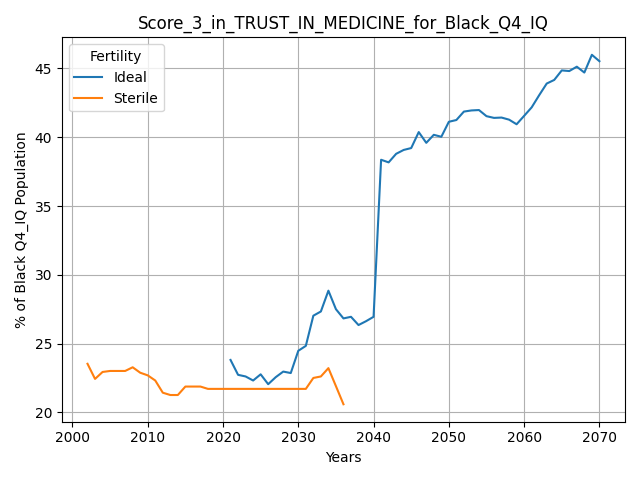 Score_3_in_TRUST_IN_MEDICINE_for_Black_Q4_IQ
Fertility
Ideal
Sterile
% of Black Q4_IQ Population
45
40
35
30
25
20
2000 2010 2020 2030 2040 2050 2060 2070
Years